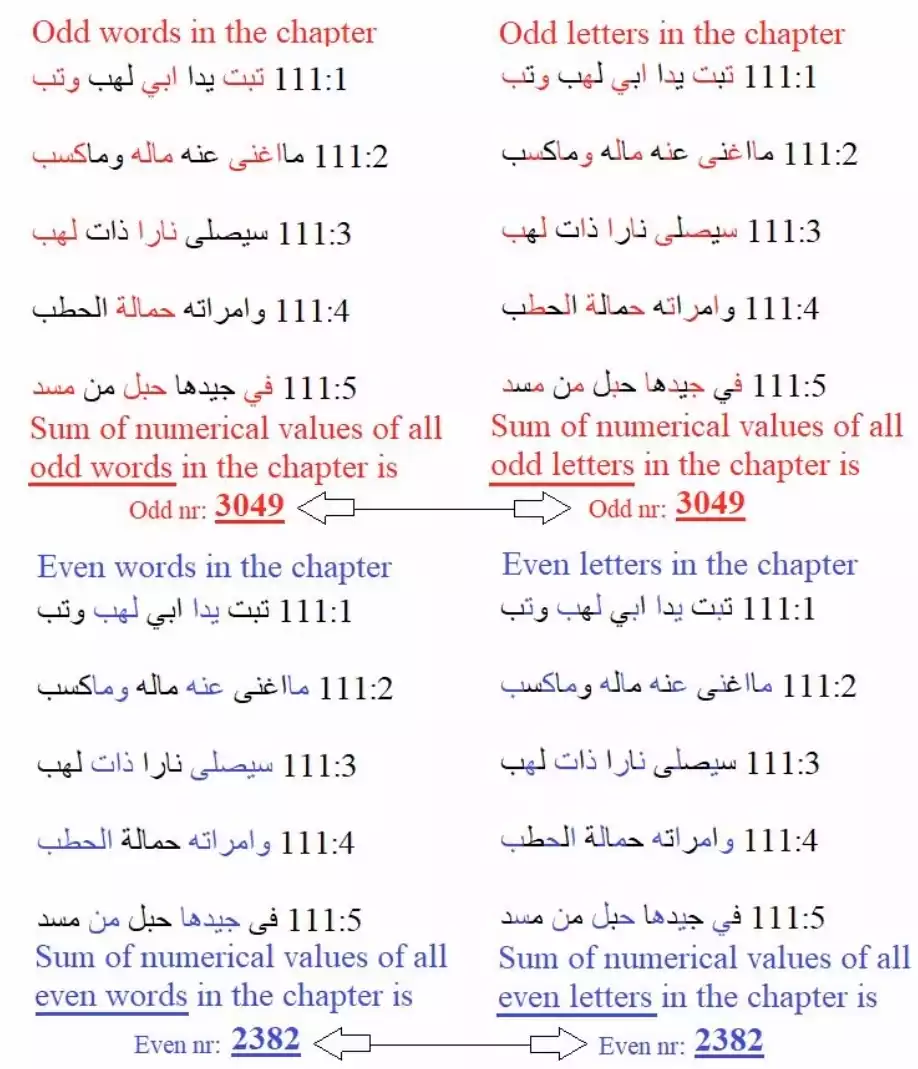 Odd words in the chapter
111:1 تبت يدا ابي لهب وتب
111:2 مااغنى عنه ماله وماكسب
111:3 سيصلى نارا ذات لهب
111:4 وامراته حمالة الحطب
111:5 في جيدها حبل من مسد
Sum of numerical values of all
odd words in the chapter is
Odd nr: 3049
Odd letters in the chapter
111:1 تبت يدا ابي لهب وتب
111:2 مااغنى عنه ماله وماكسب
111:3 سيصلى نارا ذات لهب
111:4 وامراته حمالة الحطب
111:5 في جيدها حبل من مسد
Sum of numerical values of all
odd letters in the chapter is
Odd nr: 3049
Even words in the chapter
111:1 تبت يدا ابي لهب وتب
111:2 مااغنى عنه ماله وماكسب
111:3 سيصلى نارا ذات لهب
111:4 وامراته حمالة الحطب
111:5 فى جيدها حبل من مسد
Sum of numerical values of all
even words in the chapter is
Even nr: 2382
Even letters in the chapter
111:1 تبت يدا ابي لهب وتب
111:2 مااغنى عنه ماله وماكسب
111:3 سيصلى نارا ذات لهب
111:4 وامراته حمالة الحطب
111:5 في جيدها حبل من مسد
Sum of numerical values of all
even letters in the chapter is
Even nr: 2382